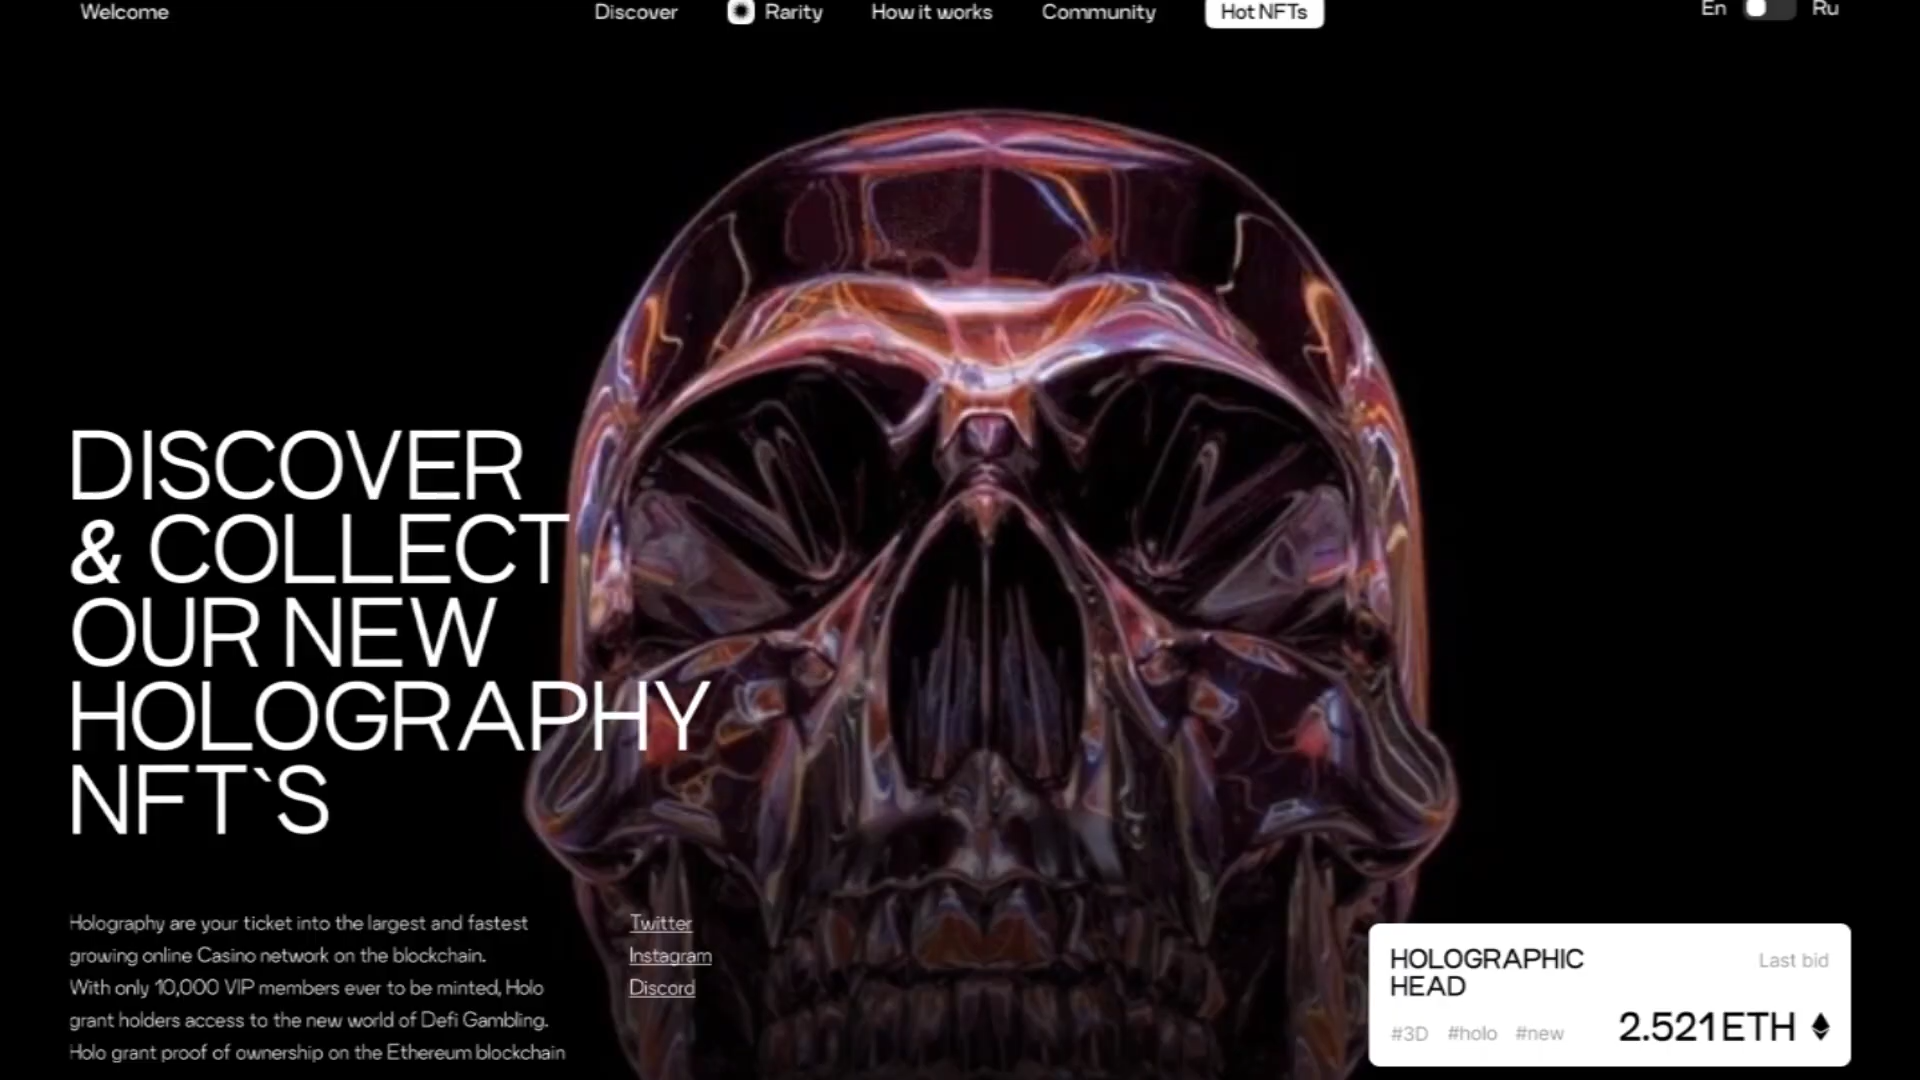 Welcome
Discover
Rarity
How it works
Community
Hot NFTs
En
Ru
DISCOVER
& COLLECT
OUR NEW
HOLOGRAPHY
NFT`S
Holography are your ticket into the largest and fastest
growing online Casino network on the blockchain.
With only 10,000 VIP members ever to be minted, Holo
grant holders access to the new world of Defi Gambling.
Holo grant proof of ownership on the Ethereum blockchain
Twitter
Instagram
Discord
HOLOGRAPHIC
HEAD
Last bid
#3D #holo #new
2.521 ETH